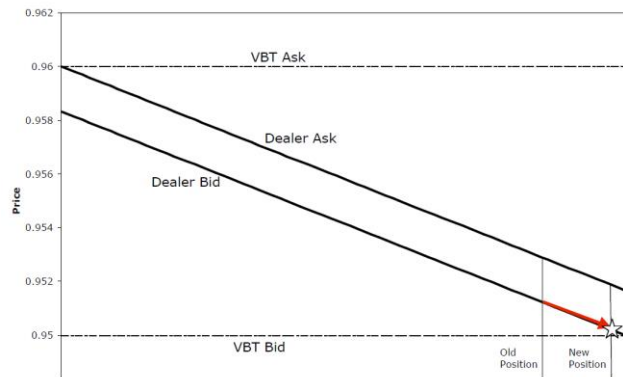 0.962
VBT Ask
0.96
Dealer Ask
0.958
Dealer Bid
0.956
Price
0.954
0.952
0.95
VBT Bid
Old
Position
New
Position